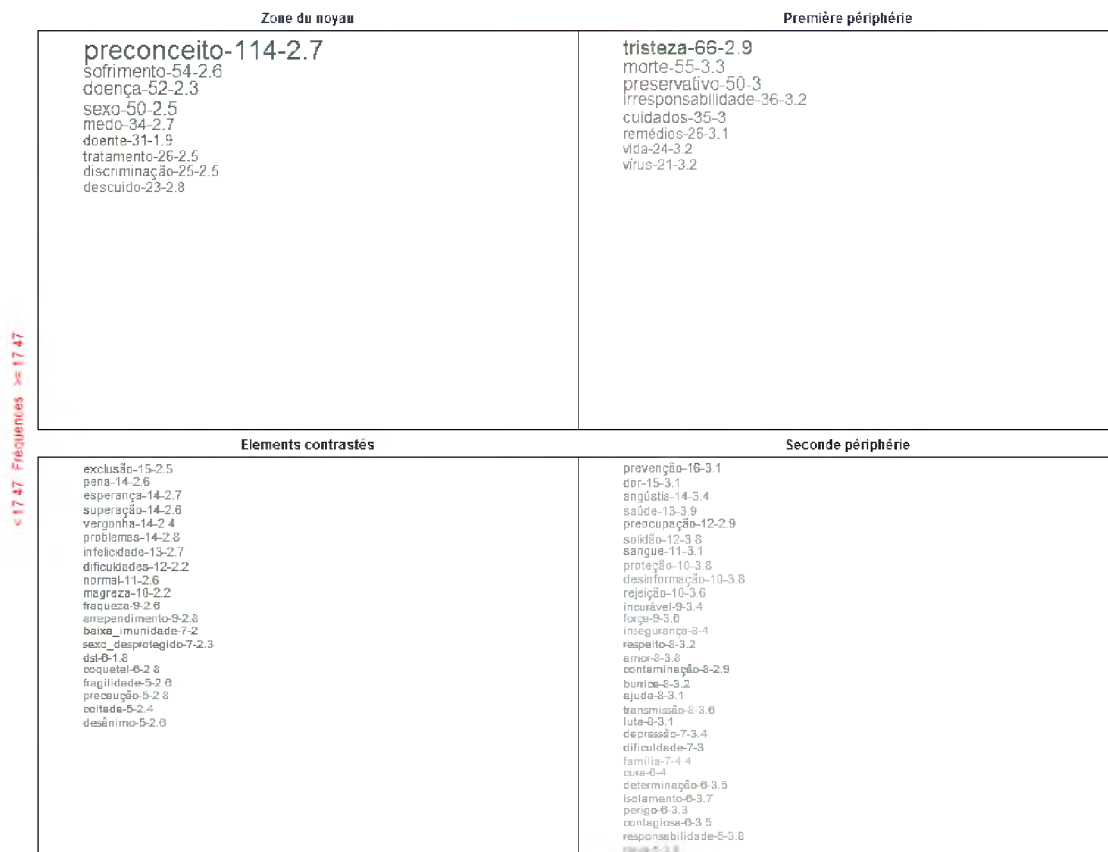 Zone du noyau
preconceito-114-2.7
sofrimento-54-2.6
doença-52-2.3
sexo-50-2.5
medo-34-2.7
doente-31-1.9
tratamento-26-2.5
discriminação-25-2.5
descuido-23-2.8
Première périphérie
tristeza-66-2.9
morte-55-3.3
preservativo-50-3
irresponsabilidade-36-3.2
cuidados-35-3
remédios-26-3.1
vida-24-3.2
vírus-21-3.2
< 17.47 Fréquences >= 17.47
Elements contrastés
exclusão-15-2.5
pena-14-2.6
esperança-14-2.7
superação-14-2.6
vergonha-14-2.4
problemas-14-2.8
infelicidade-13-2.7
dificuldades-12-2.2
normal-11-2.6
magreza-10-2.2
fraqueza-9-2.6
arrependimento-9-2.8
baixa_imunidade-7-2
sexo_desprotegido-7-2.3
dst-6-1.8
coquetel-6-2.8
fragilidade-5-2.6
precaução-5-2.8
coitada-5-2.4
desânimo-5-2.6
Seconde périphérie
prevenção-16-3.1
dor-15-3.1
angústia-14-3.4
saúde-13-3.9
preocupação-12-2.9
solidão-12-3.8
sangue-11-3.1
proteção-10-3.8
desinformação-10-3.8
rejeição-10-3.6
incurável-9-3.4
força-9-3.6
insegurança-8-4
respeito-8-3.2
amor-8-3.8
contaminação-8-2.9
burrice-8-3.2
ajuda-8-3.1
transmissão-8-3.6
luta-8-3.1
depressão-7-3.4
dificuldade-7-3
família-7-4.4
cura-6-4
determinação-6-3.5
isolamento-6-3.7
perigo-6-3.3
contagiosa-6-3.5
responsabilidade-5-3.8